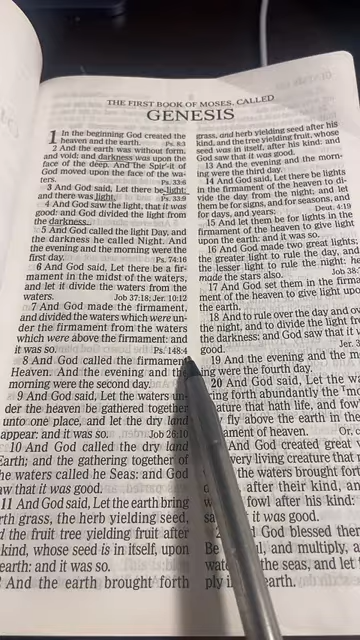 THE FIRST BOOK OF MOSES, CALLED
GENESIS
1 In the beginning God created the
heaven and the earth. Ps. 8:3
2 And the earth was without form,
and void; and darkness was upon the
face of the deep. And the Spir'-it of
God moved upon the face of the wa-
ters. Ps. 33:6
3 And God said, Let there be light:
and there was light. Ps. 33:9
4 And God saw the light, that it was
good: and God divided the light from
the darkness.
5 And God called the light Day, and
the darkness he called Night. And
the evening and the morning were the
first day. Ps. 74:16
6 And God said, Let there be a fir-
mament in the midst of the waters,
and let it divide the waters from the
waters. Job 37:18; Jer. 10:12
7 And God made the firmament,
and divided the waters which were un-
der the firmament from the waters
which were above the firmament: and
it was so. Ps. 148:4
8 And God called the firmament
Heaven. And the evening and the
morning were the second day.
9 And God said, Let the waters un-
der the heaven be gathered together
unto one place, and let the dry land
appear: and it was so. Job 26:10
10 And God called the dry land
Earth; and the gathering together of
the waters called he Seas: and God
saw that it was good.
11 And God said, Let the earth bring
forth grass, the herb yielding seed,
and the fruit tree yielding fruit after
kind, whose seed is in itself, upon
earth: and it was so.
And the earth brought forth
grass, and herb yielding seed after his
kind, and the tree yielding fruit, whose
seed was in itself, after his kind: and
God saw that it was good.
13 And the evening and the morn-
ing were the third day.
14 And God said, Let there be lights
in the firmament of the heaven to di-
vide the day from the night; and let
them be for signs, and for seasons, and
for days, and years: Deut. 4:19
15 And let them be for lights in the
firmament of the heaven to give light
upon the earth: and it was so.
16 And God made two great lights;
the greater light to rule the day, and
the lesser light to rule the night: he
made the stars also. Job 38:
17 And God set them in the firma-
ment of the heaven to give light upon
the earth.
18 And to rule over the day and ov
the night, and to divide the light fr
the darkness: and God saw that it w
good. Jer. 3
19 And the evening and the m
ing were the fourth day.
20 And God said, Let the wa
ring forth abundantly the mo
ature that hath life, and fo
fly above the earth in the
ament of heaven. Or, c
And God created great
very living creature that
the waters brought fort
after their kind, an
fowl after his kind:
it was good.
And God blessed ther
Be, and multiply, a
the seas, and let
earth.